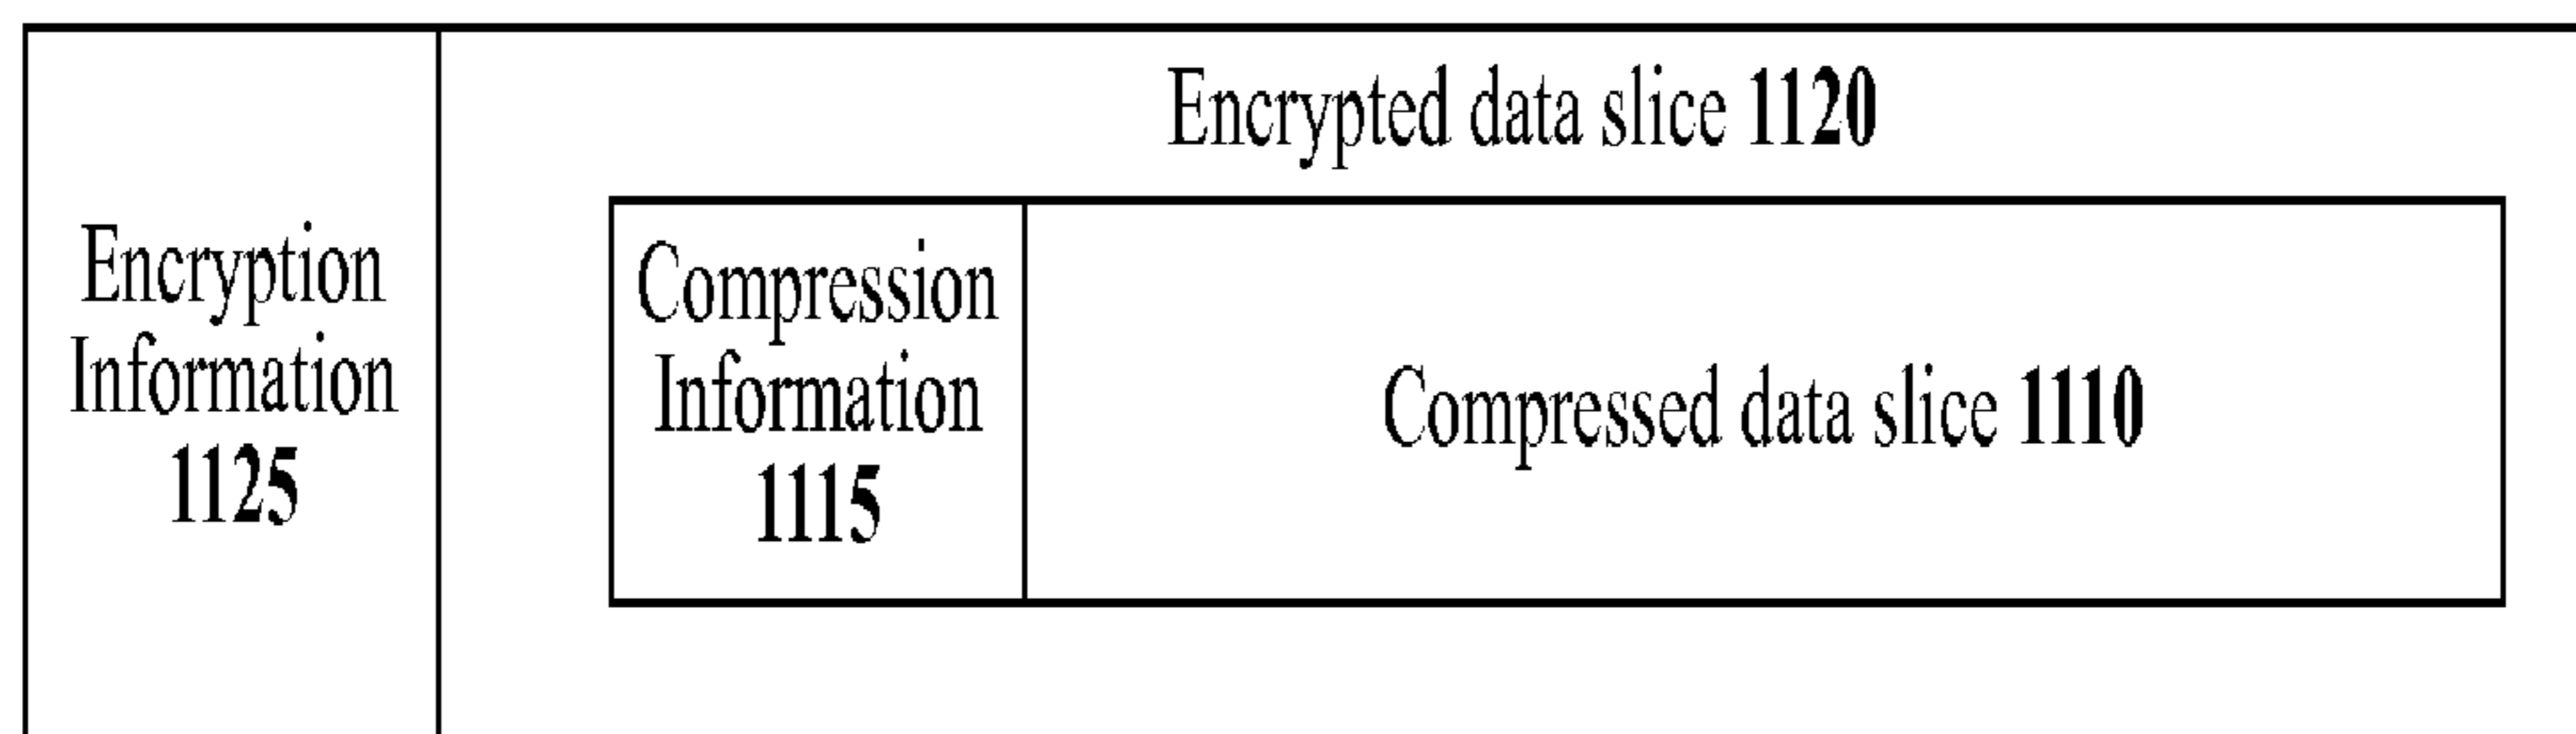 Encrypted data slice 1120
Encryption
Information
1125
Compression
Information
1115
Compressed data slice 1110